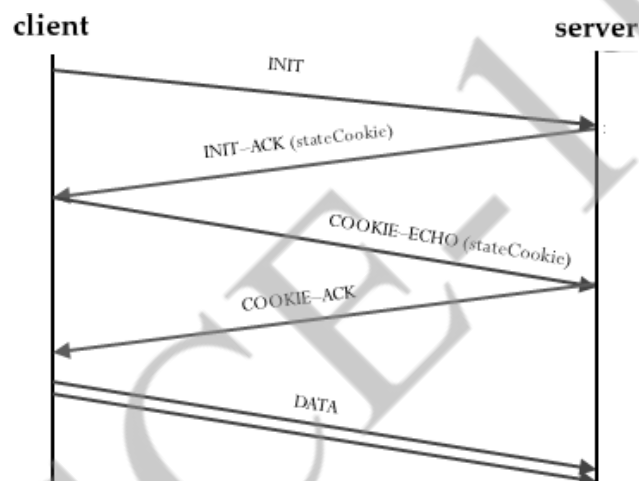 client
server
INIT
INIT–ACK (stateCookie)
COOKIE–ECHO (stateCookie)
COOKIE–ACK
DATA